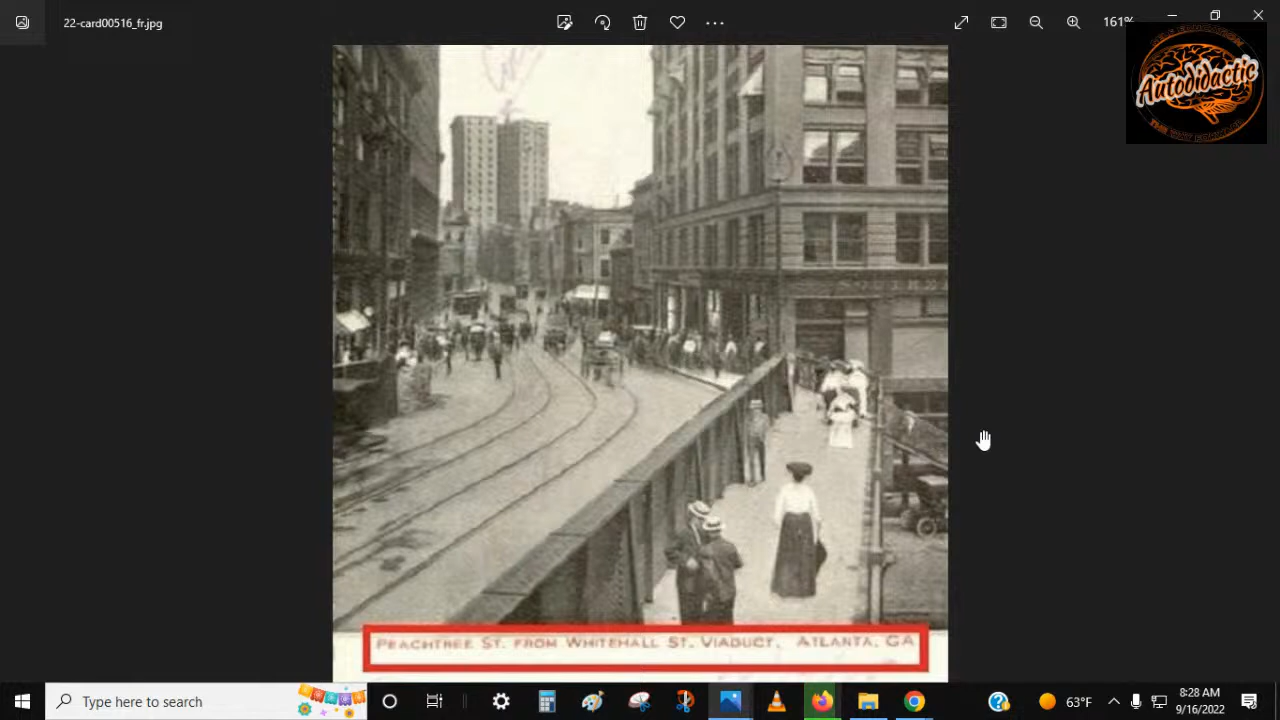 22-card00516_fr.jpg
161%
Autodidactic
PEACHTREE ST. FROM WHITEHALL ST. VIADUCT, ATLANTA, GA
Type here to search
63°F
8:28 AM
9/16/2022